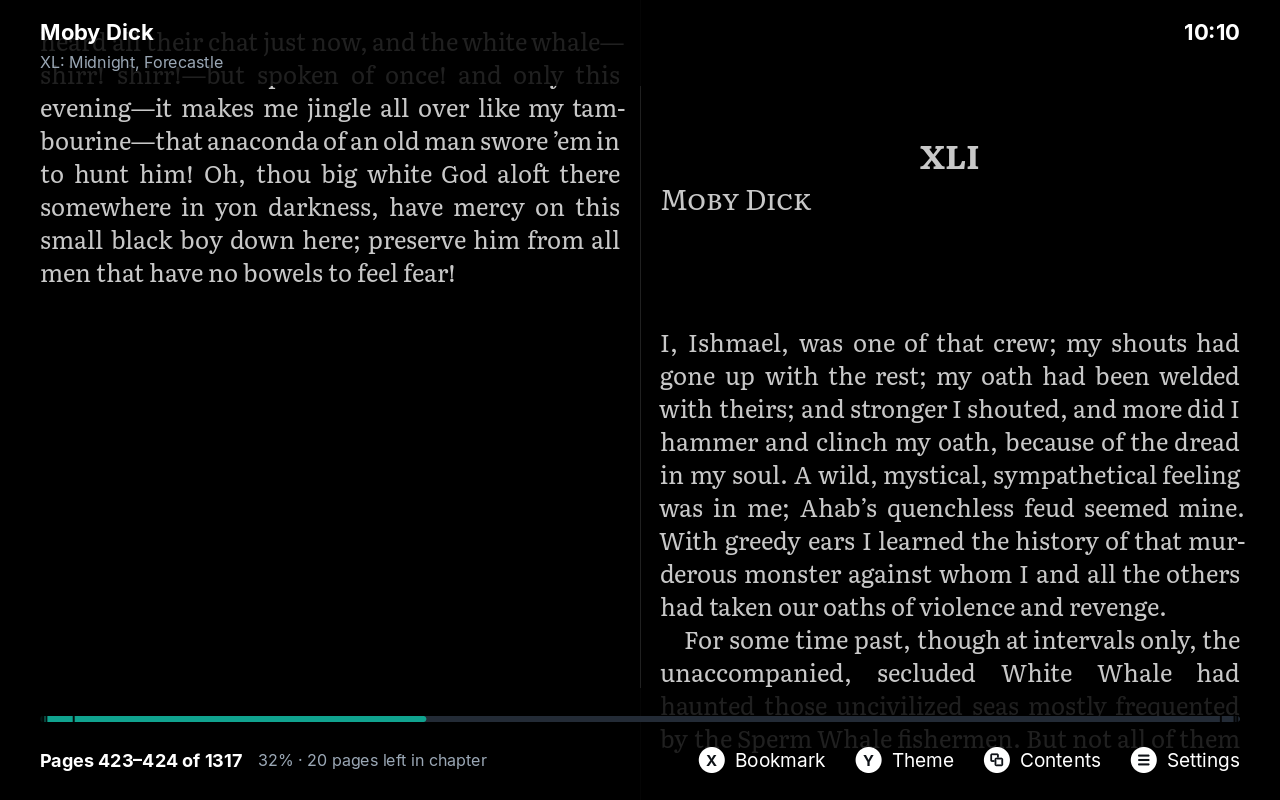 Moby Dick
10:10
XL: Midnight, Forecastle
heard all their chat just now, and the white whale—
shirr! shirr!—but spoken of once! and only this
evening—it makes me jingle all over like my tam-
bourine—that anaconda of an old man swore ’em in
to hunt him! Oh, thou big white God aloft there
somewhere in yon darkness, have mercy on this
small black boy down here; preserve him from all
men that have no bowels to feel fear!
XLI
Moby Dick
I, Ishmael, was one of that crew; my shouts had
gone up with the rest; my oath had been welded
with theirs; and stronger I shouted, and more did I
hammer and clinch my oath, because of the dread
in my soul. A wild, mystical, sympathetical feeling
was in me; Ahab’s quenchless feud seemed mine.
With greedy ears I learned the history of that mur-
derous monster against whom I and all the others
had taken our oaths of violence and revenge.
For some time past, though at intervals only, the
unaccompanied, secluded White Whale had
haunted those uncivilized seas mostly frequented
by the Sperm Whale fishermen. But not all of them
Pages 423–424 of 1317 32% · 20 pages left in chapter
X Bookmark Y Theme Contents Settings